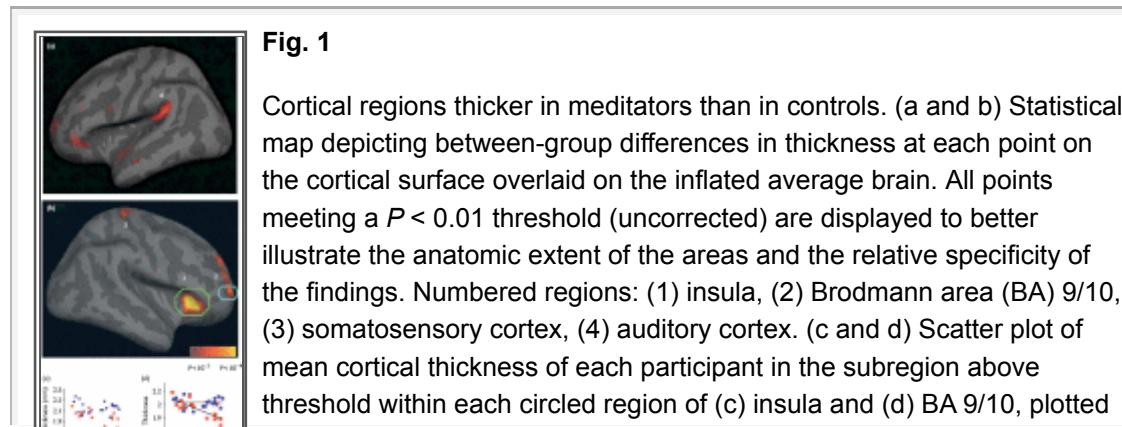 Fig. 1
Cortical regions thicker in meditators than in controls. (a and b) Statistical
map depicting between-group differences in thickness at each point on
the cortical surface overlaid on the inflated average brain. All points
meeting a P < 0.01 threshold (uncorrected) are displayed to better
illustrate the anatomic extent of the areas and the relative specificity of
the findings. Numbered regions: (1) insula, (2) Brodmann area (BA) 9/10,
(3) somatosensory cortex, (4) auditory cortex. (c and d) Scatter plot of
mean cortical thickness of each participant in the subregion above
threshold within each circled region of (c) insula and (d) BA 9/10, plotted